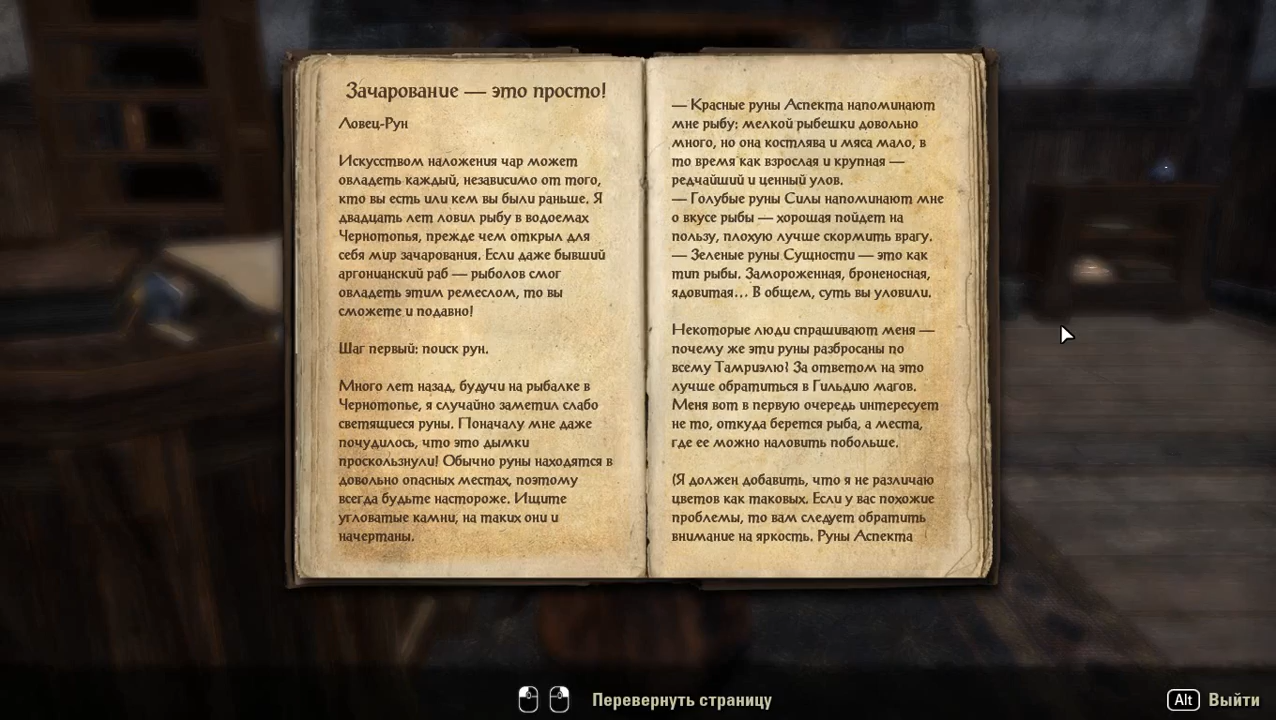 Зачарование — это просто!
Ловец-Рун
Искусством наложения чар может
овладеть каждый, независимо от того,
кто вы есть или кем вы были раньше. Я
двадцать лет ловил рыбу в водоемах
Чернотопья, прежде чем открыл для
себя мир зачарования. Если даже бывший
аргонианский раб — рыболов смог
овладеть этим ремеслом, то вы
сможете и подавно!
Шаг первый: поиск рун.
Много лет назад, будучи на рыбалке в
Чернотопье, я случайно заметил слабо
светящиеся руны. Поначалу мне даже
почудилось, что это дымки
проскользнули! Обычно руны находятся в
довольно опасных местах, поэтому
всегда будьте настороже. Ищите
угловатые камни, на таких они и
начертаны.
— Красные руны Аспекта напоминают
мне рыбу: мелкой рыбешки довольно
много, но она костлява и мяса мало, в
то время как взрослая и крупная —
редчайший и ценный улов.
— Голубые руны Силы напоминают мне
о вкусе рыбы — хорошая пойдет на
пользу, плохую лучше скормить врагу.
— Зеленые руны Сущности — это как
тип рыбы. Замороженная, броненосная,
ядовитая... В общем, суть вы уловили.
Некоторые люди спрашивают меня —
почему же эти руны разбросаны по
всему Тамриэлю? За ответом на это
лучше обратиться в Гильдию магов.
Меня вот в первую очередь интересует
не то, откуда берется рыба, а места,
где ее можно наловить побольше.
(Я должен добавить, что я не различаю
цветов как таковых. Если у вас похожие
проблемы, то вам следует обратить
внимание на яркость. Руны Аспекта
Перевернуть страницу
Alt Выйти